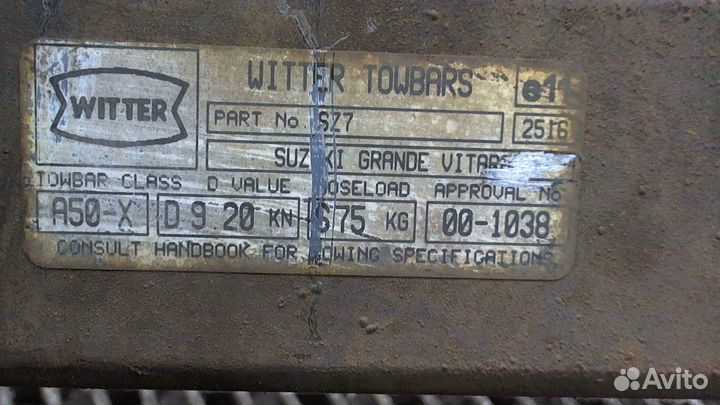 WITTER
WITTER TOWBARS
e11
PART No. SZ7
2516
SUZUKI GRANDE VITARA
TOWBAR CLASS D VALUE NOSELOAD APPROVAL No
A50-X D 9 20 KN S 75 KG 00-1038
CONSULT HANDBOOK FOR TOWING SPECIFICATIONS
Avito